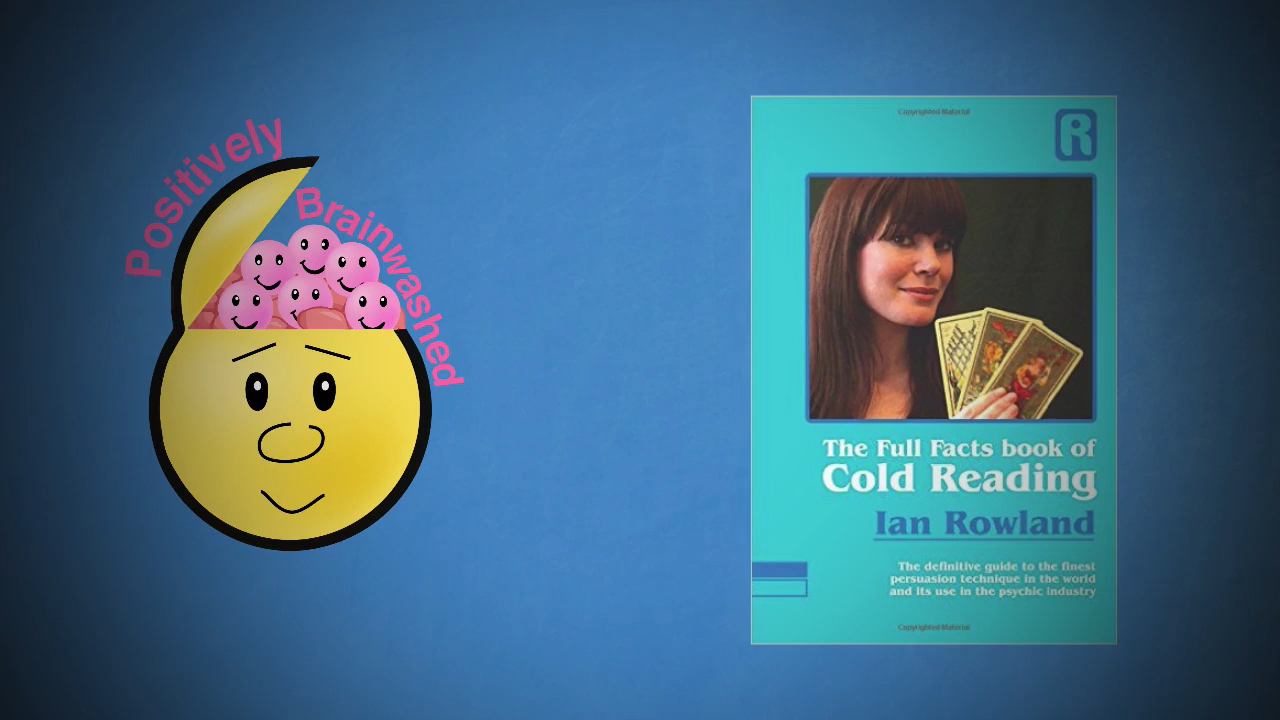 Positively
Brainwashed
Copyrighted Material
R
The Full Facts book of
Cold Reading
Ian Rowland
The definitive guide to the finest
persuasion technique in the world
and its use in the psychic industry
Copyrighted Material